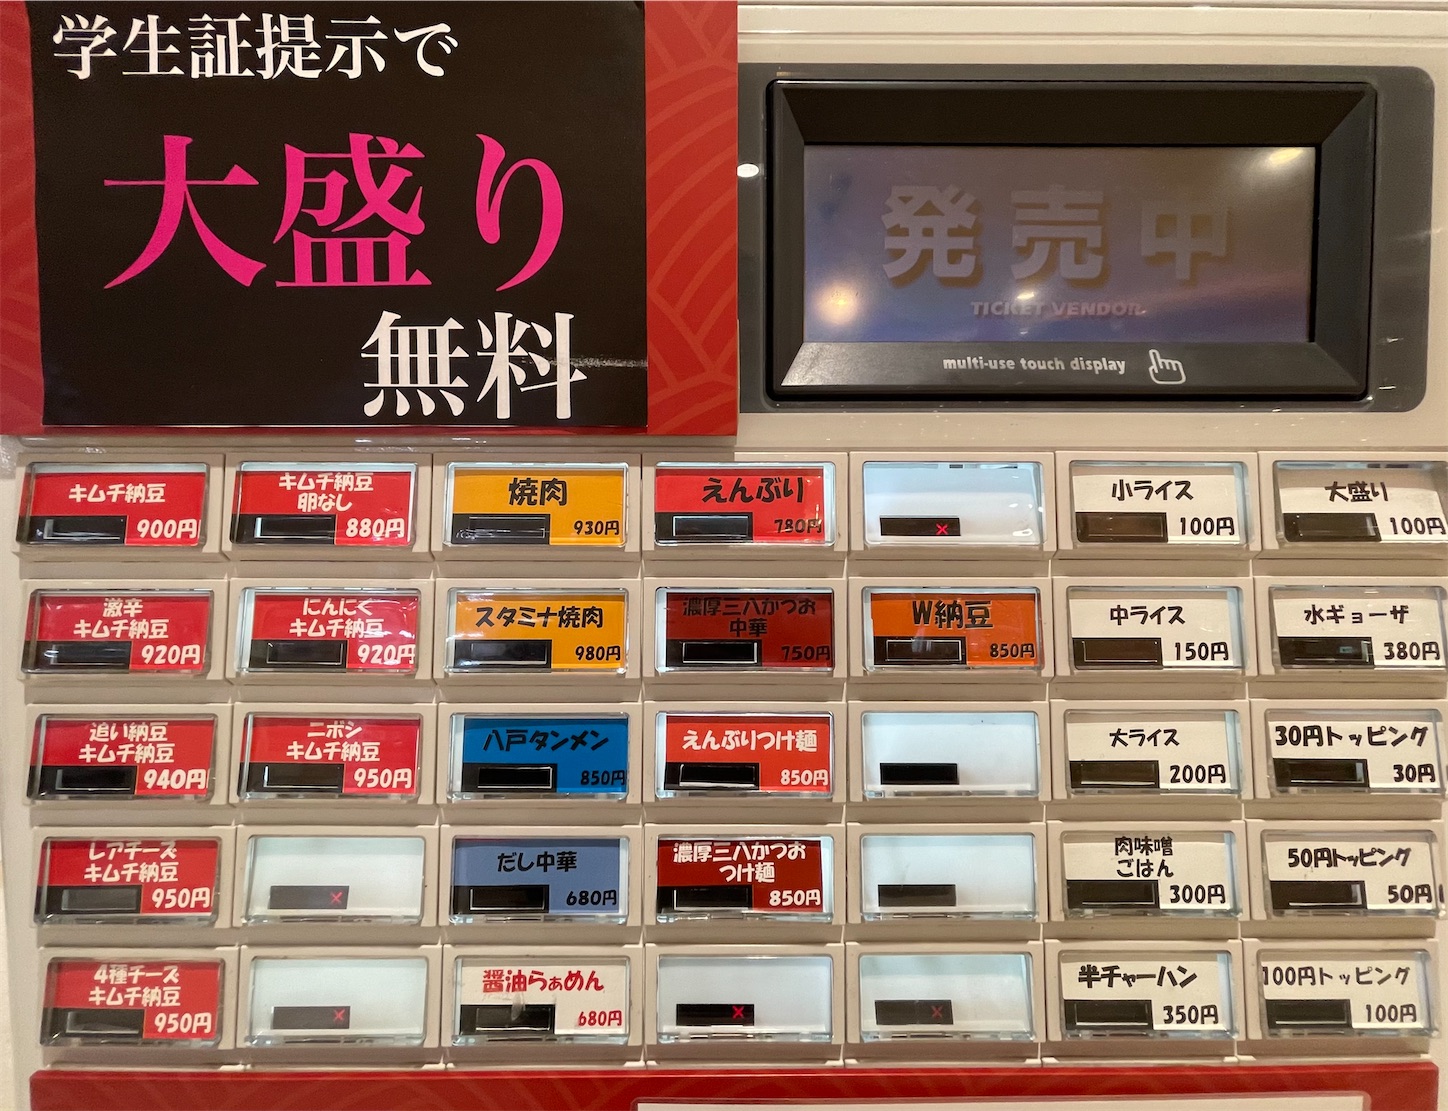 学生証提示で
大盛り
無料
発売中
TICKET VENDOR
multi-use touch display
キムチ納豆
900円
キムチ納豆
卵なし
880円
焼肉
930円
えんぶり
780円
×
小ライス
100円
大盛り
100円
激辛
キムチ納豆
920円
にんにく
キムチ納豆
920円
スタミナ焼肉
980円
濃厚三八かつお
中華
750円
W納豆
850円
中ライス
150円
水ギョーザ
380円
追い納豆
キムチ納豆
940円
ニボシ
キムチ納豆
950円
八戸タンメン
850円
えんぶりつけ麺
850円
大ライス
200円
30円トッピング
30円
レアチーズ
キムチ納豆
950円
×
だし中華
680円
濃厚三八かつお
つけ麺
850円
肉味噌
ごはん
300円
50円トッピング
50円
4種チーズ
キムチ納豆
950円
×
醤油らぁめん
680円
×
×
半チャーハン
350円
100円トッピング
100円